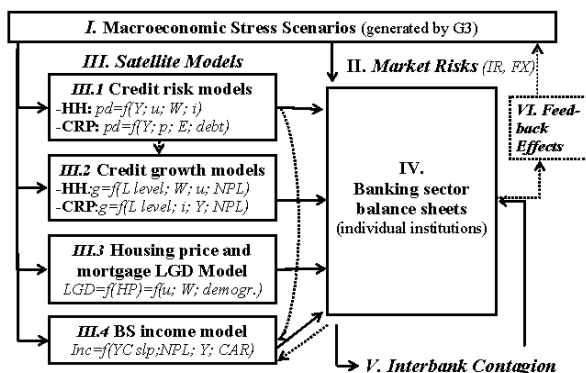 I. Macroeconomic Stress Scenarios (generated by G3)
III. Satellite Models
II. Market Risks (IR, FX)
III.1 Credit risk models
-HH: pd=f(Y; u; W; i)
-CRP: pd=f(Y; p; E; debt)
III.2 Credit growth models
-HH:g=f(L level; W; u; NPL)
-CRP:g=f(L level; i; Y; NPL)
III.3 Housing price and
mortgage LGD Model
LGD=f(HP)=f(u; W; demogr.)
III.4 BS income model
Inc=f(YC slp;NPL; Y; CAR)
IV.
Banking sector
balance sheets
(individual institutions)
VI. Feed-
back
Effects
V. Interbank Contagion